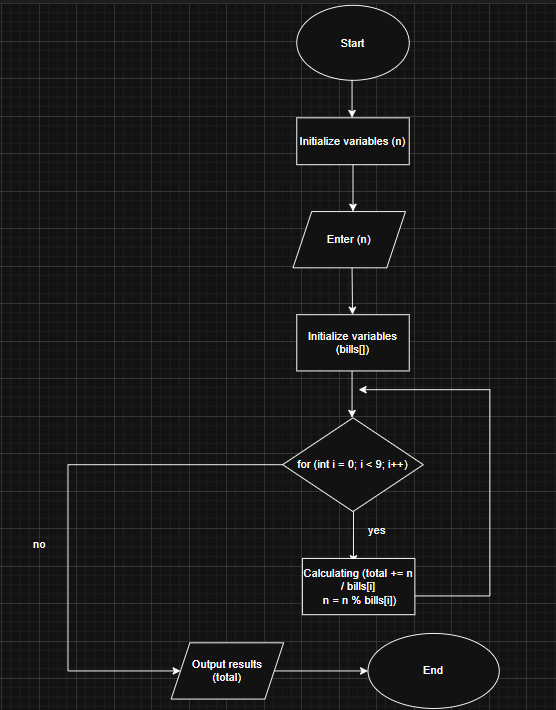 Start
Initialize variables (n)
Enter (n)
Initialize variables
(bills[])
for (int i = 0; i < 9; i++)
yes
no
Calculating (total += n
/ bills[i]
n = n % bills[i])
Output results
(total)
End